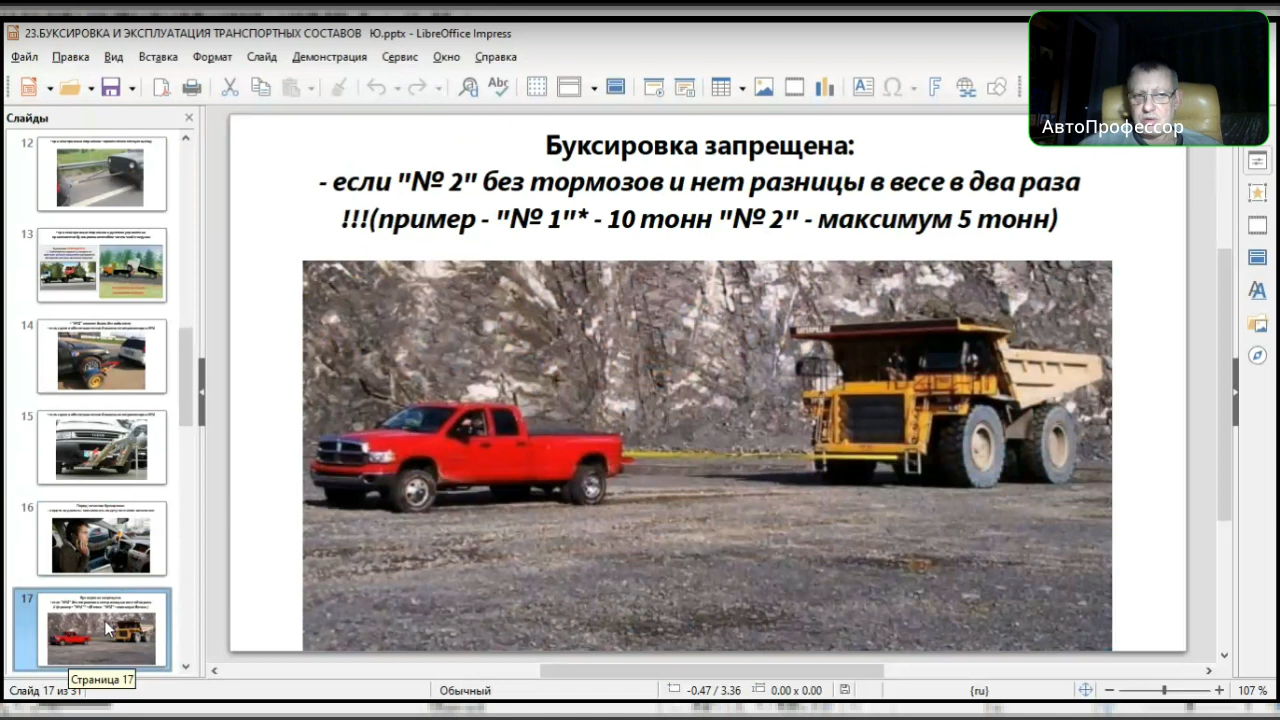 23.БУКСИРОВКА И ЭКСПЛУАТАЦИЯ ТРАНСПОРТНЫХ СОСТАВОВ Ю.pptx - LibreOffice Impress
Файл Правка Вид Вставка Формат Слайд Демонстрация Сервис Окно Справка
АвтоПрофессор
Слайды
12
13
14
15
16
17
Страница 17
Буксировка запрещена:
- если "№ 2" без тормозов и нет разницы в весе в два раза
!!!(пример - "№ 1"* - 10 тонн "№ 2" - максимум 5 тонн)
Слайд 17 из 31
Обычный
-0.47 / 3.36
0.00 x 0.00
{ru}
107 %